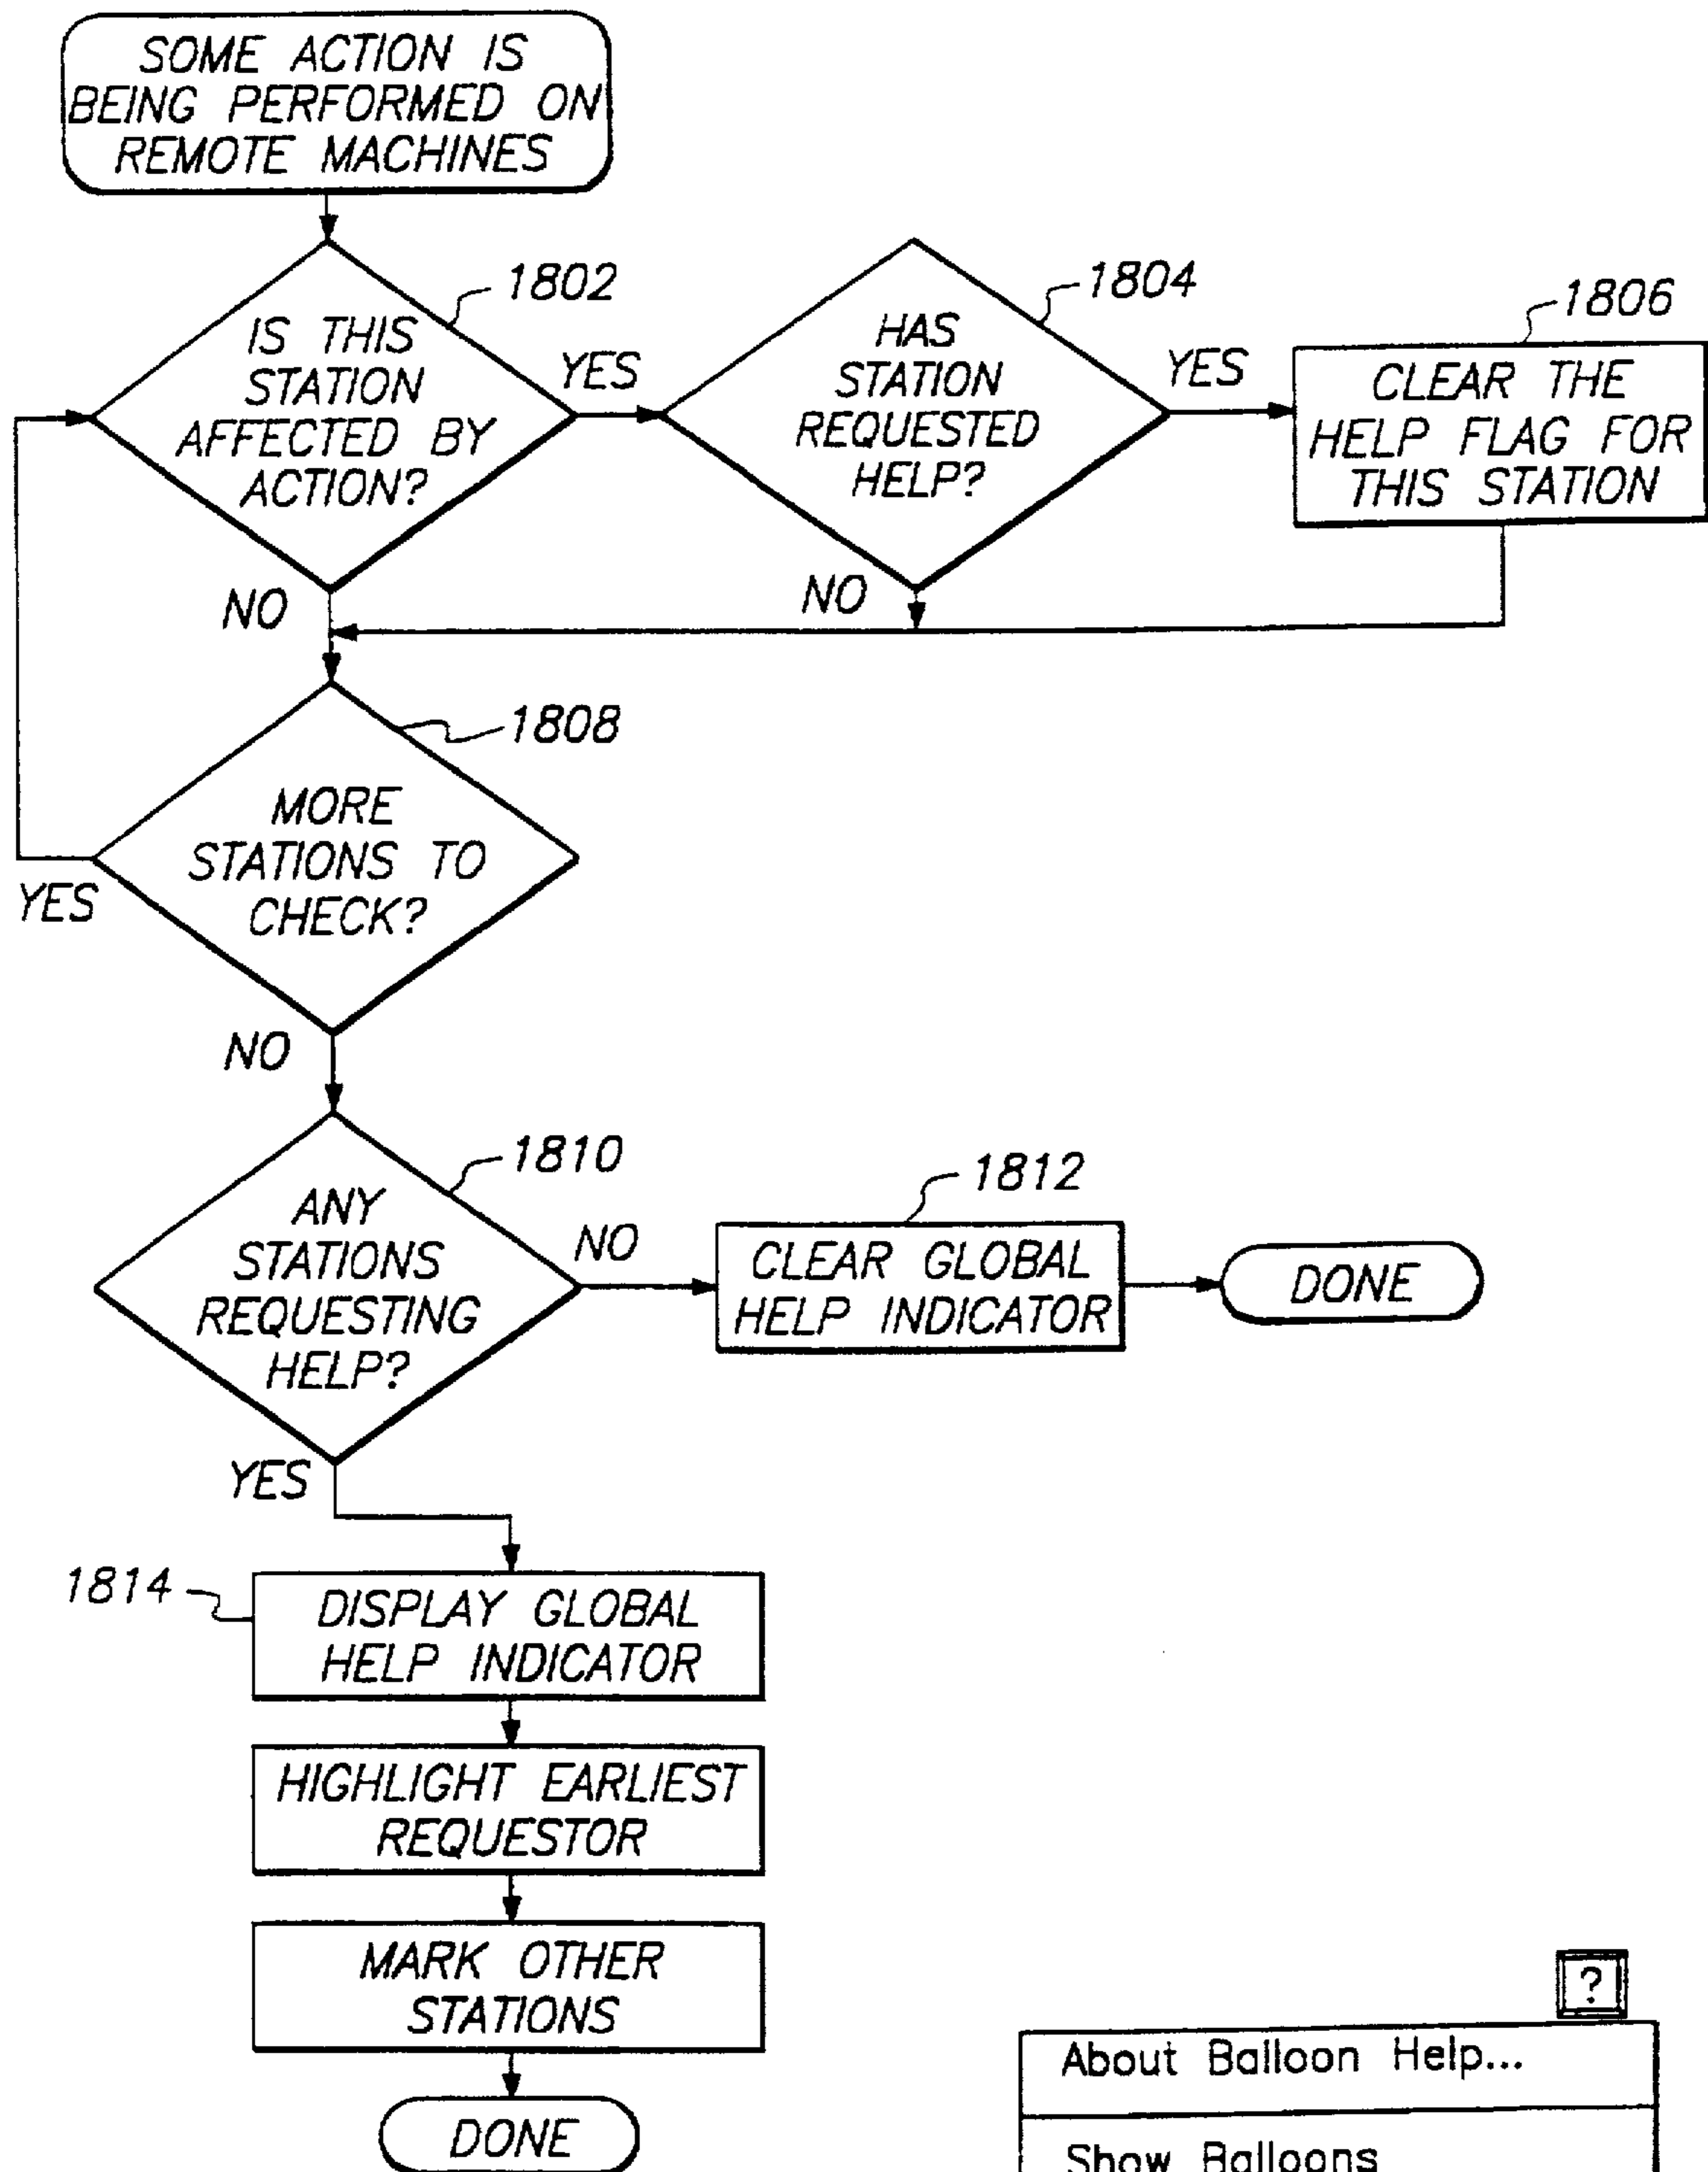 SOME ACTION IS
BEING PERFORMED ON
REMOTE MACHINES
1802
IS THIS
STATION
AFFECTED BY
ACTION?
YES
NO
1804
HAS
STATION
REQUESTED
HELP?
YES
NO
1806
CLEAR THE
HELP FLAG FOR
THIS STATION
1808
MORE
STATIONS TO
CHECK?
YES
NO
1810
ANY
STATIONS
REQUESTING
HELP?
NO
YES
1812
CLEAR GLOBAL
HELP INDICATOR
DONE
1814
DISPLAY GLOBAL
HELP INDICATOR
HIGHLIGHT EARLIEST
REQUESTOR
MARK OTHER
STATIONS
DONE
?
About Balloon Help...
Show Balloons